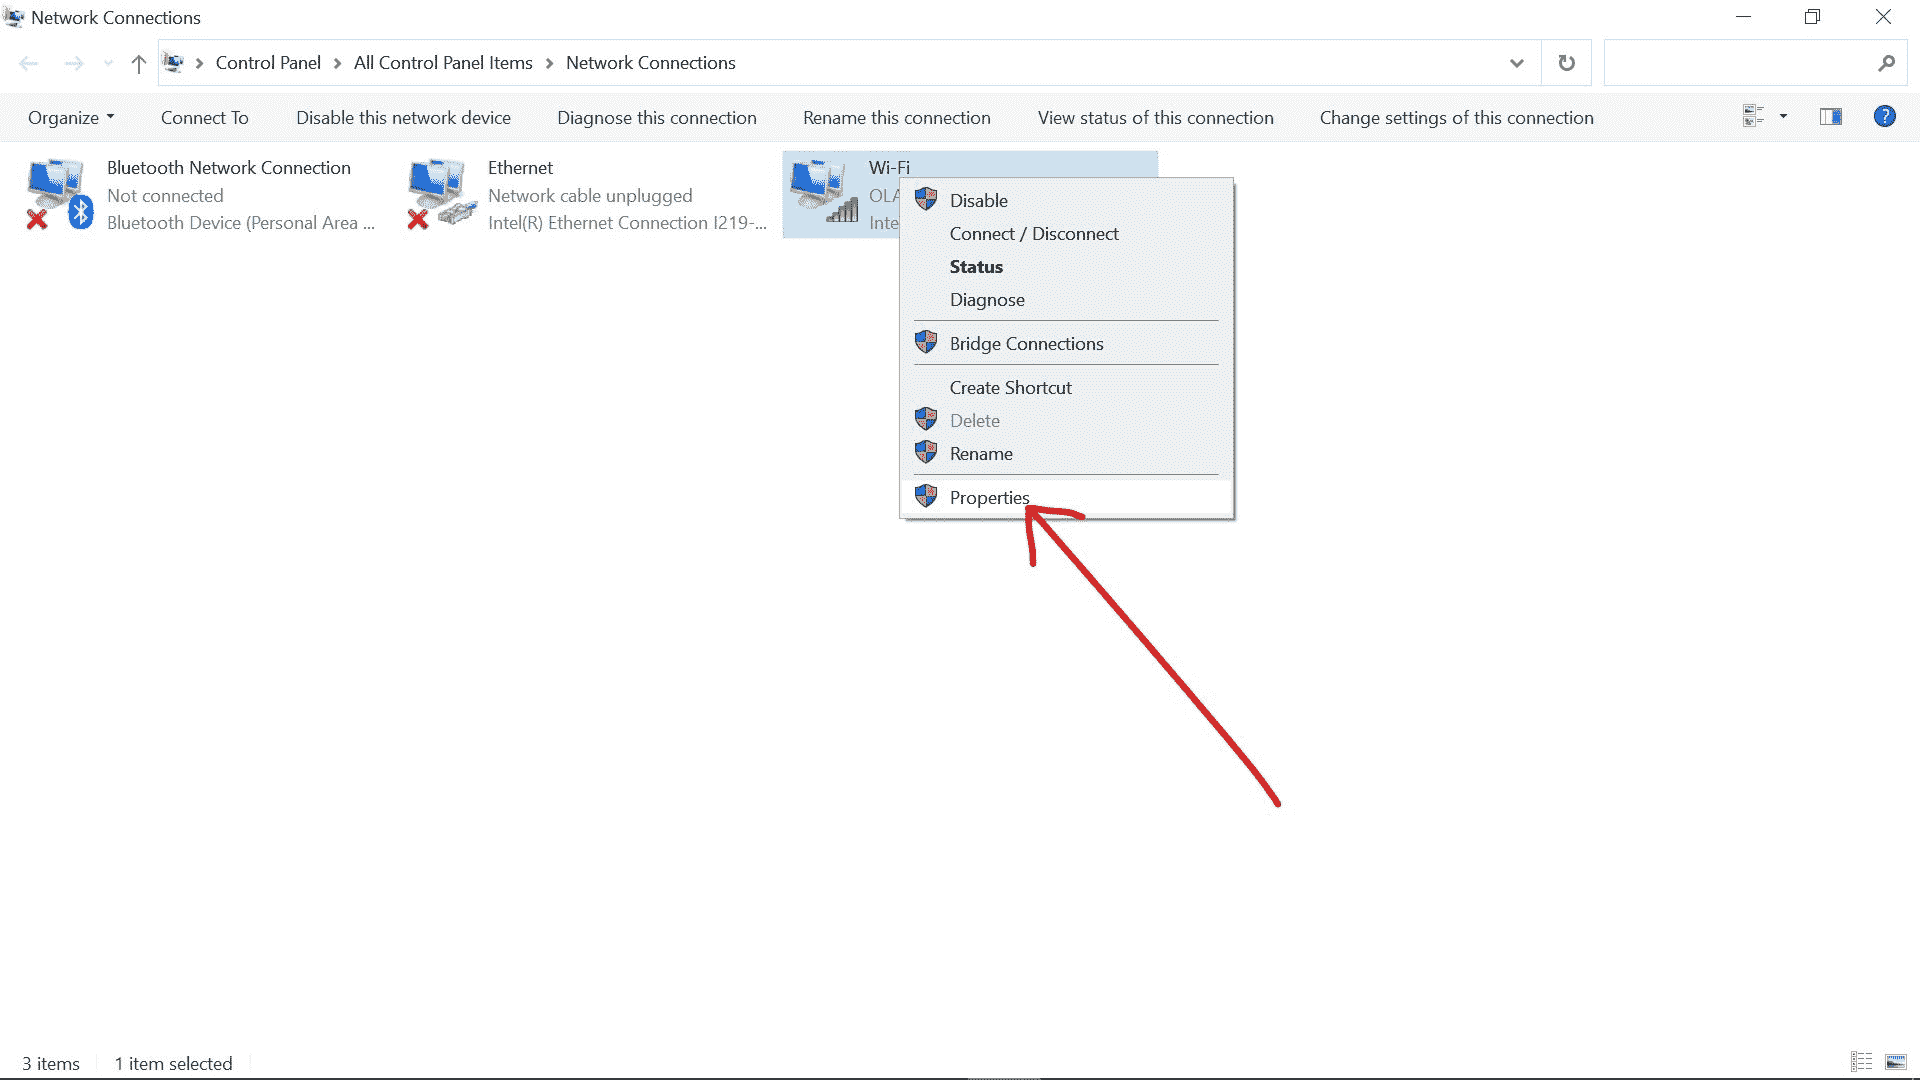 Network Connections
Control Panel > All Control Panel Items > Network Connections
Organize Connect To Disable this network device Diagnose this connection Rename this connection View status of this connection Change settings of this connection
Bluetooth Network Connection
Not connected
Bluetooth Device (Personal Area ...
Ethernet
Network cable unplugged
Intel(R) Ethernet Connection I219-...
Wi-Fi
OLA
Inte
Disable
Connect / Disconnect
Status
Diagnose
Bridge Connections
Create Shortcut
Delete
Rename
Properties
3 items 1 item selected